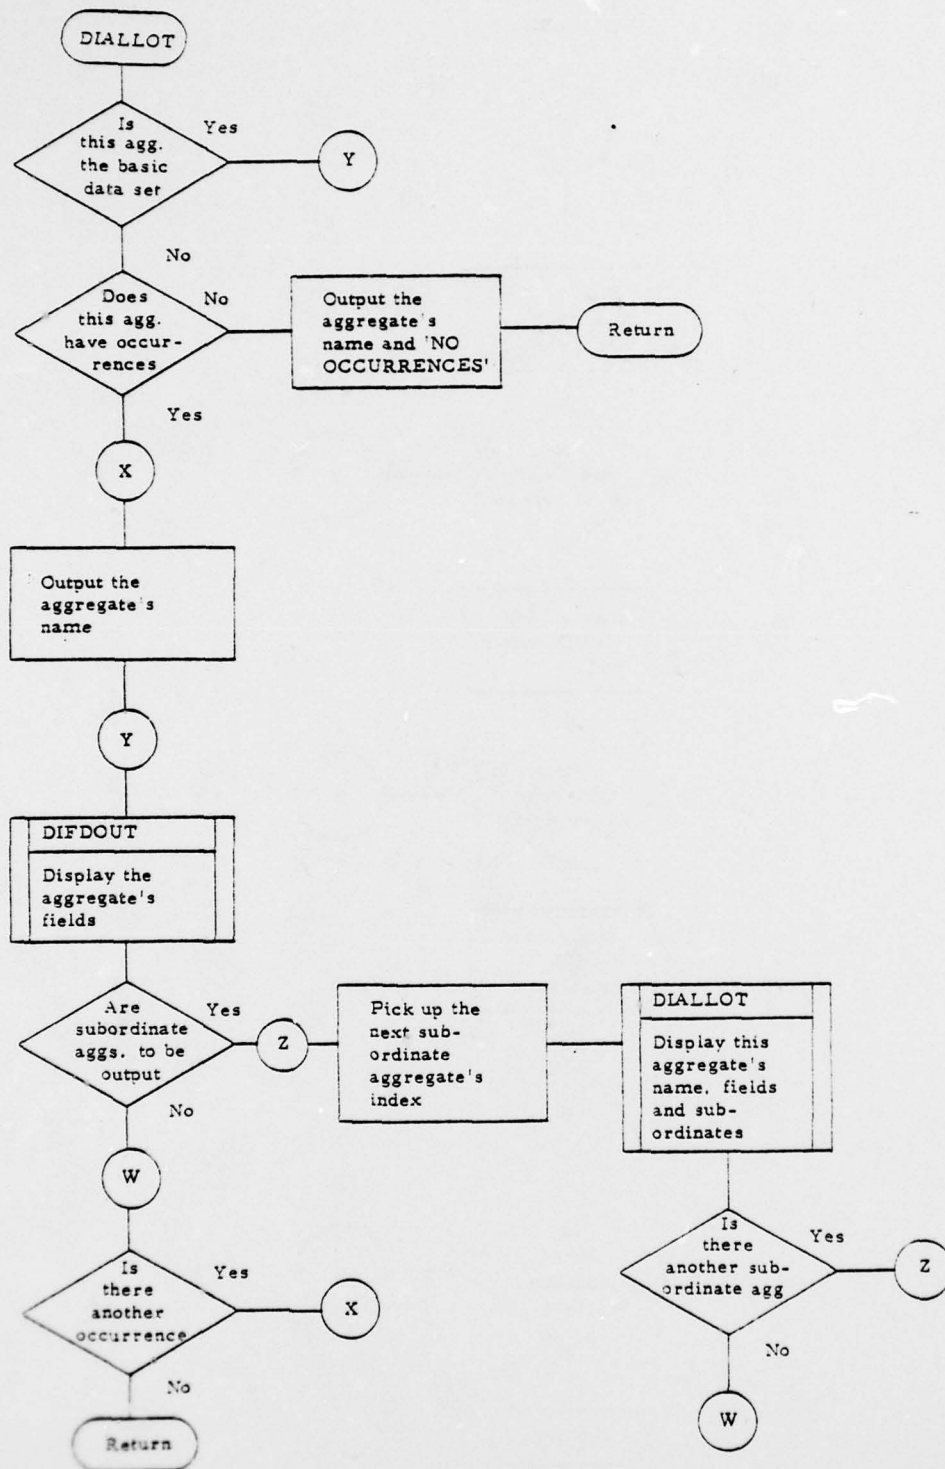 DIALLOT
Is
this agg.
the basic
data set
Yes
Y
No
Does
this agg.
have occur-
rences
No
Output the
aggregate's
name and 'NO
OCCURRENCES'
Return
Yes
X
Output the
aggregate's
name
Y
DIFDOUT
Display the
aggregate's
fields
Are
subordinate
aggs. to be
output
Yes
Z
Pick up the
next sub-
ordinate
aggregate's
index
DIALLOT
Display this
aggregate's
name, fields
and sub-
ordinates
No
W
Is
there
another
occurrence
Yes
X
No
Return
Is
there
another sub-
ordinate agg
Yes
Z
No
W